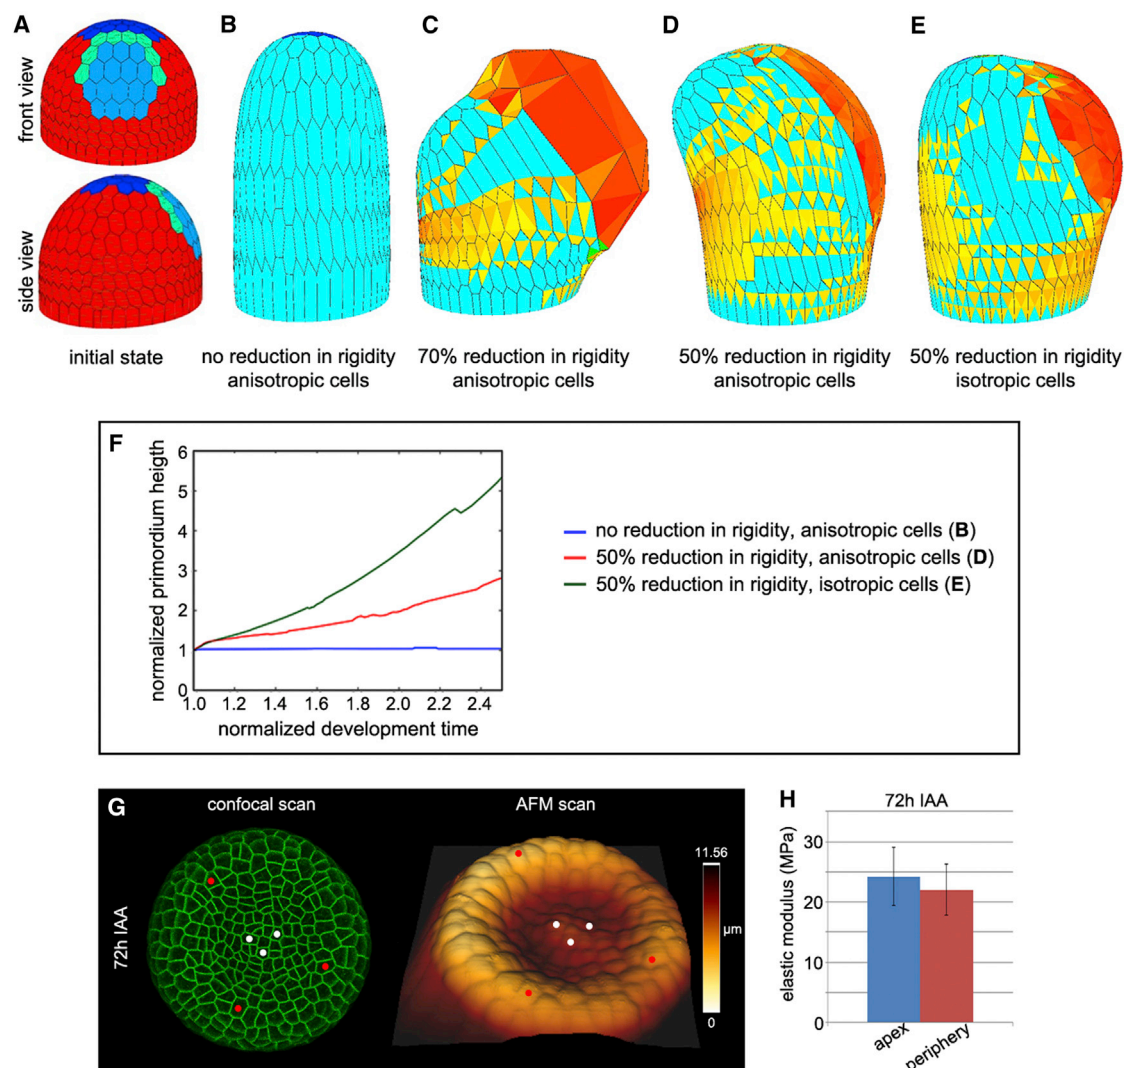 A
B
C
D
E
front view
side view
initial state
no reduction in rigidity
anisotropic cells
70% reduction in rigidity
anisotropic cells
50% reduction in rigidity
anisotropic cells
50% reduction in rigidity
isotropic cells
F
normalized primordium heigth
6
5
4
3
2
1
0
1.0 1.2 1.4 1.6 1.8 2.0 2.2 2.4
normalized development time
no reduction in rigidity, anisotropic cells (B)
50% reduction in rigidity, anisotropic cells (D)
50% reduction in rigidity, isotropic cells (E)
G
confocal scan
AFM scan
72h IAA
11.56
µm
0
H
72h IAA
elastic modulus (MPa)
30
20
10
0
apex
periphery